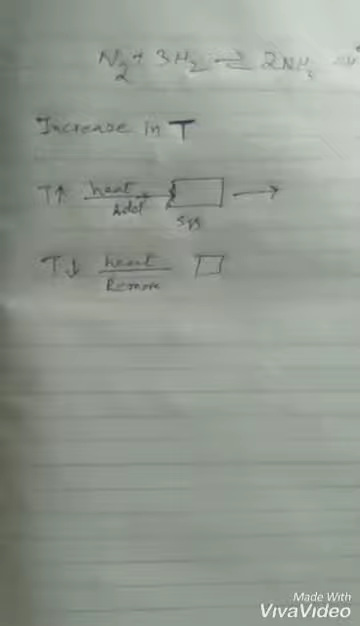 N2 + 3H2 ⇌ 2NH3
Increase in T
T↑ heat Add →
Sys
T↓ heat Remove
Made With
VivaVideo